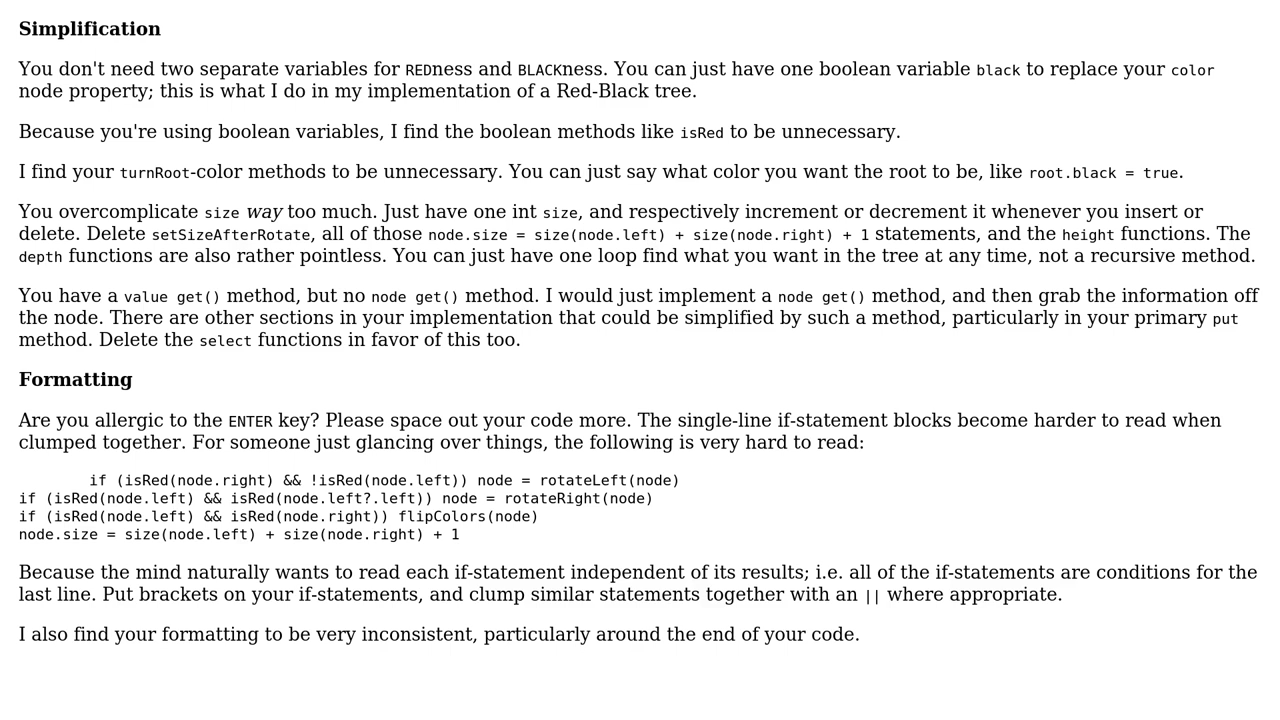 Simplification
You don't need two separate variables for REDness and BLACKness. You can just have one boolean variable black to replace your color
node property; this is what I do in my implementation of a Red-Black tree.
Because you're using boolean variables, I find the boolean methods like isRed to be unnecessary.
I find your turnRoot-color methods to be unnecessary. You can just say what color you want the root to be, like root.black = true.
You overcomplicate size way too much. Just have one int size, and respectively increment or decrement it whenever you insert or
delete. Delete setSizeAfterRotate, all of those node.size = size(node.left) + size(node.right) + 1 statements, and the height functions. The
depth functions are also rather pointless. You can just have one loop find what you want in the tree at any time, not a recursive method.
You have a value get() method, but no node get() method. I would just implement a node get() method, and then grab the information off
the node. There are other sections in your implementation that could be simplified by such a method, particularly in your primary put
method. Delete the select functions in favor of this too.
Formatting
Are you allergic to the ENTER key? Please space out your code more. The single-line if-statement blocks become harder to read when
clumped together. For someone just glancing over things, the following is very hard to read:
        if (isRed(node.right) && !isRed(node.left)) node = rotateLeft(node)
if (isRed(node.left) && isRed(node.left?.left)) node = rotateRight(node)
if (isRed(node.left) && isRed(node.right)) flipColors(node)
node.size = size(node.left) + size(node.right) + 1
Because the mind naturally wants to read each if-statement independent of its results; i.e. all of the if-statements are conditions for the
last line. Put brackets on your if-statements, and clump similar statements together with an || where appropriate.
I also find your formatting to be very inconsistent, particularly around the end of your code.